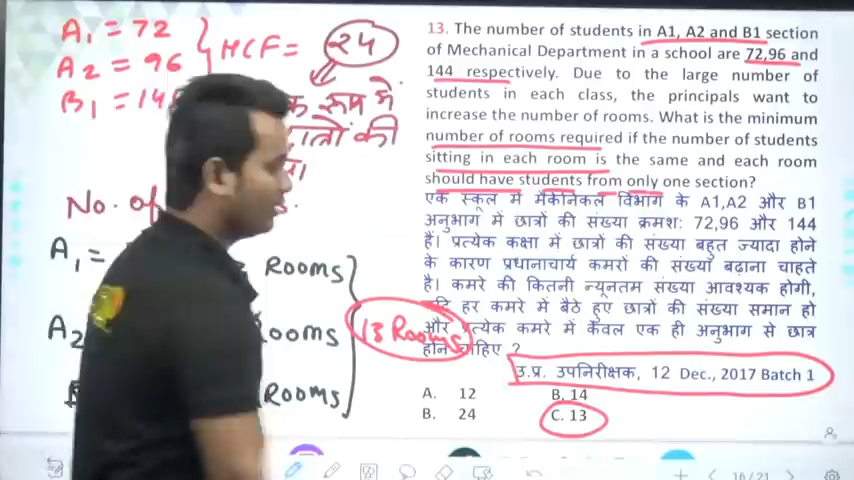 A₁ = 72
A₂ = 96
B₁ = 14
HCF = 24
क रूप में
की
No. of
A₁ =
Rooms
A₂
ooms
Rooms
13 Rooms
13. The number of students in A1, A2 and B1 section
of Mechanical Department in a school are 72,96 and
144 respectively. Due to the large number of
students in each class, the principals want to
increase the number of rooms. What is the minimum
number of rooms required if the number of students
sitting in each room is the same and each room
should have students from only one section?
एक स्कूल में मैकेनिकल विभाग के A1,A2 और B1
अनुभाग में छात्रों की संख्या क्रमश: 72,96 और 144
हैं। प्रत्येक कक्षा में छात्रों की संख्या बहुत ज्यादा होने
के कारण प्रधानाचार्य कमरों की संख्या बढ़ाना चाहते
है। कमरे की कितनी न्यूनतम संख्या आवश्यक होगी,
हर कमरे में बैठे हुए छात्रों की संख्या समान हो
और प्रत्येक कमरे में केवल एक ही अनुभाग से छात्र
होने चाहिए ?
उ.प्र. उपनिरीक्षक, 12 Dec., 2017 Batch 1
A. 12 B. 14
B. 24 C. 13
16/21